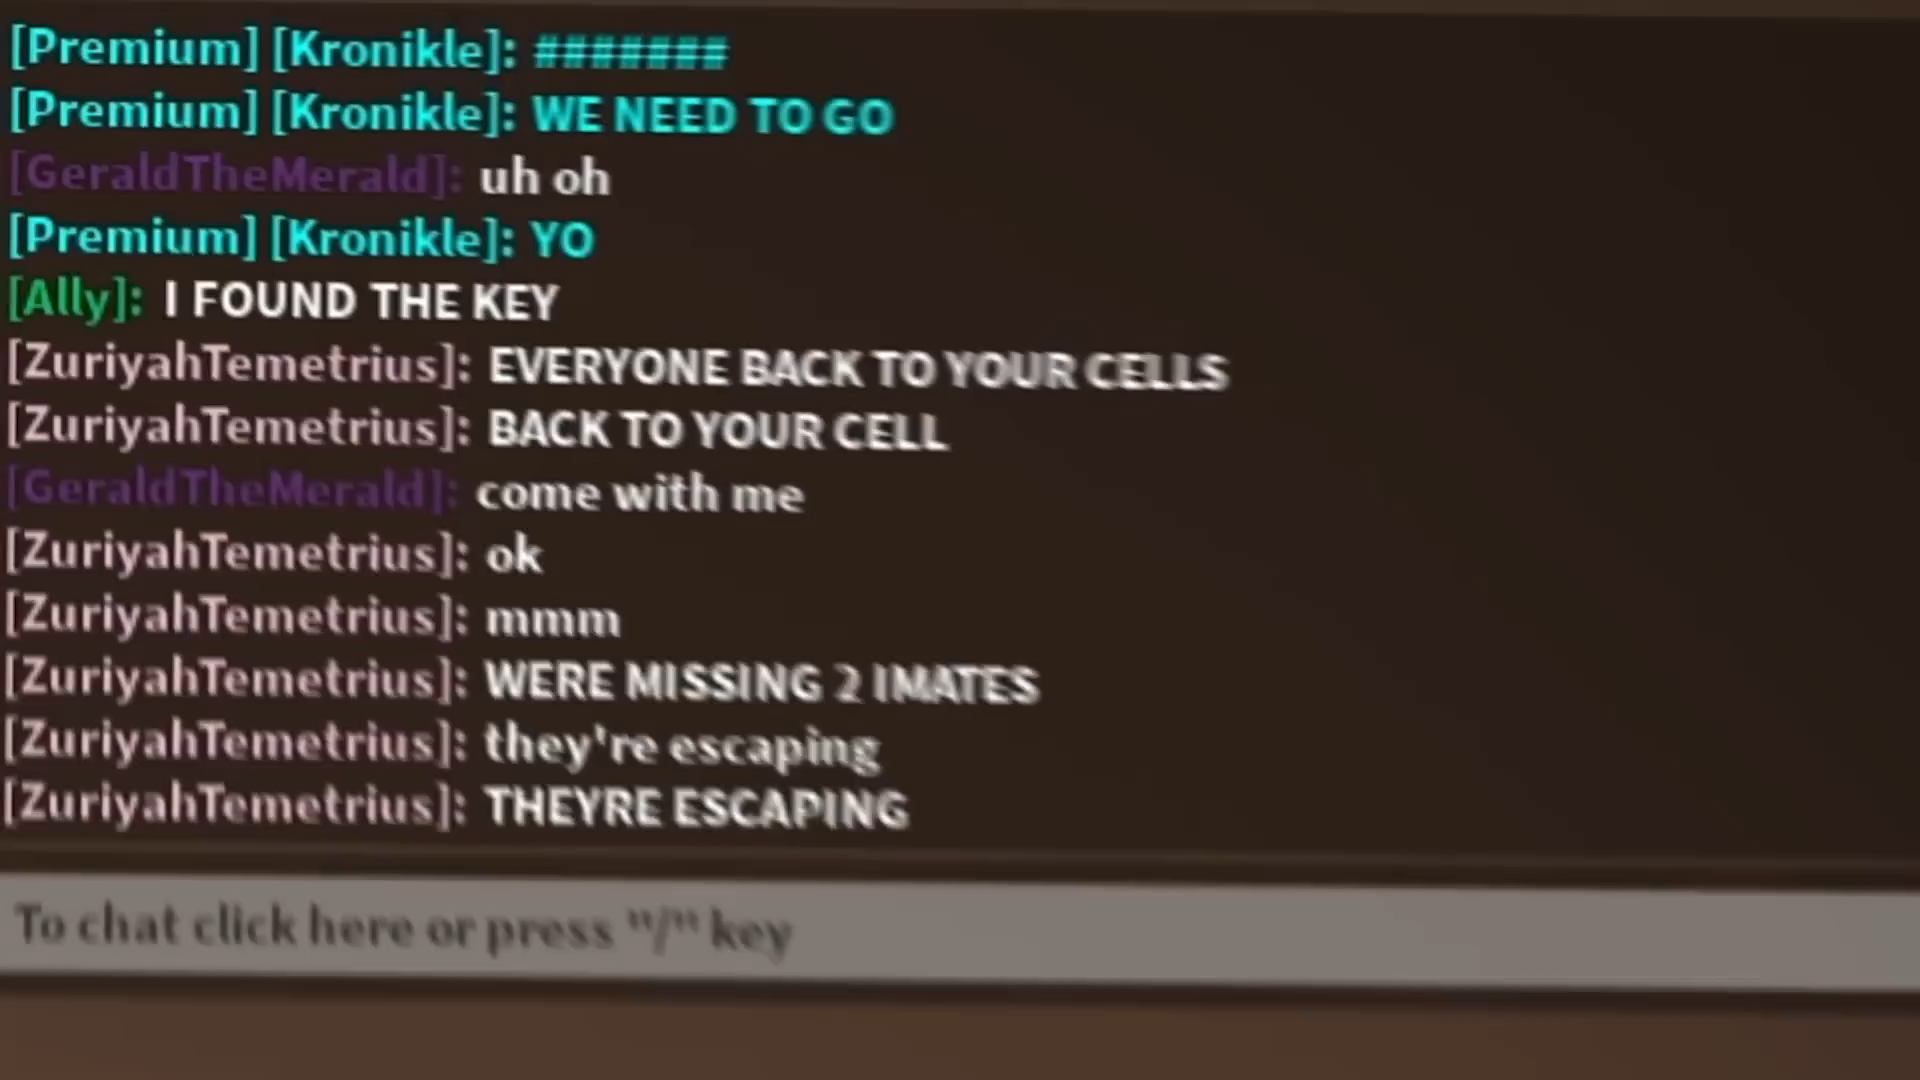 [Premium] [Kronikle]: #######
[Premium] [Kronikle]: WE NEED TO GO
[GeraldTheMerald]: uh oh
[Premium] [Kronikle]: YO
[Ally]: I FOUND THE KEY
[ZuriyahTemetrius]: EVERYONE BACK TO YOUR CELLS
[ZuriyahTemetrius]: BACK TO YOUR CELL
[GeraldTheMerald]: come with me
[ZuriyahTemetrius]: ok
[ZuriyahTemetrius]: mmm
[ZuriyahTemetrius]: WERE MISSING 2 IMATES
[ZuriyahTemetrius]: they're escaping
[ZuriyahTemetrius]: THEYRE ESCAPING
To chat click here or press "/" key